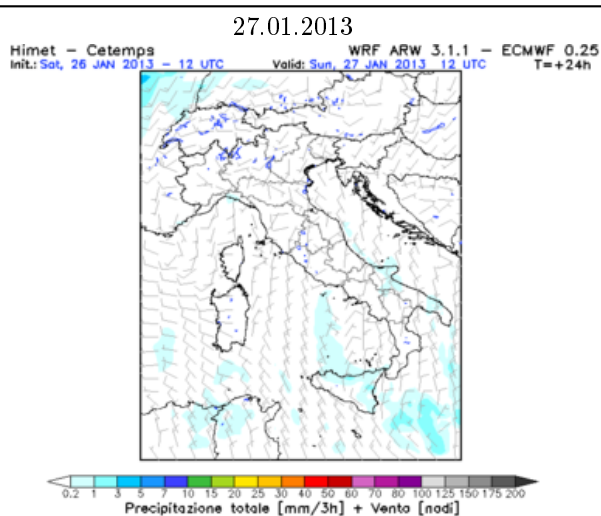 27.01.2013
Himet - Cetemps WRF ARW 3.1.1 - ECMWF 0.25
Init.: Sat, 26 JAN 2013 - 12 UTC Valid: Sun, 27 JAN 2013 12 UTC T=+24h
0.2 1 3 5 7 10 15 20 25 30 40 50 60 70 80 100 125 150 175 200
Precipitazione totale [mm/3h] + Vento [nodi]